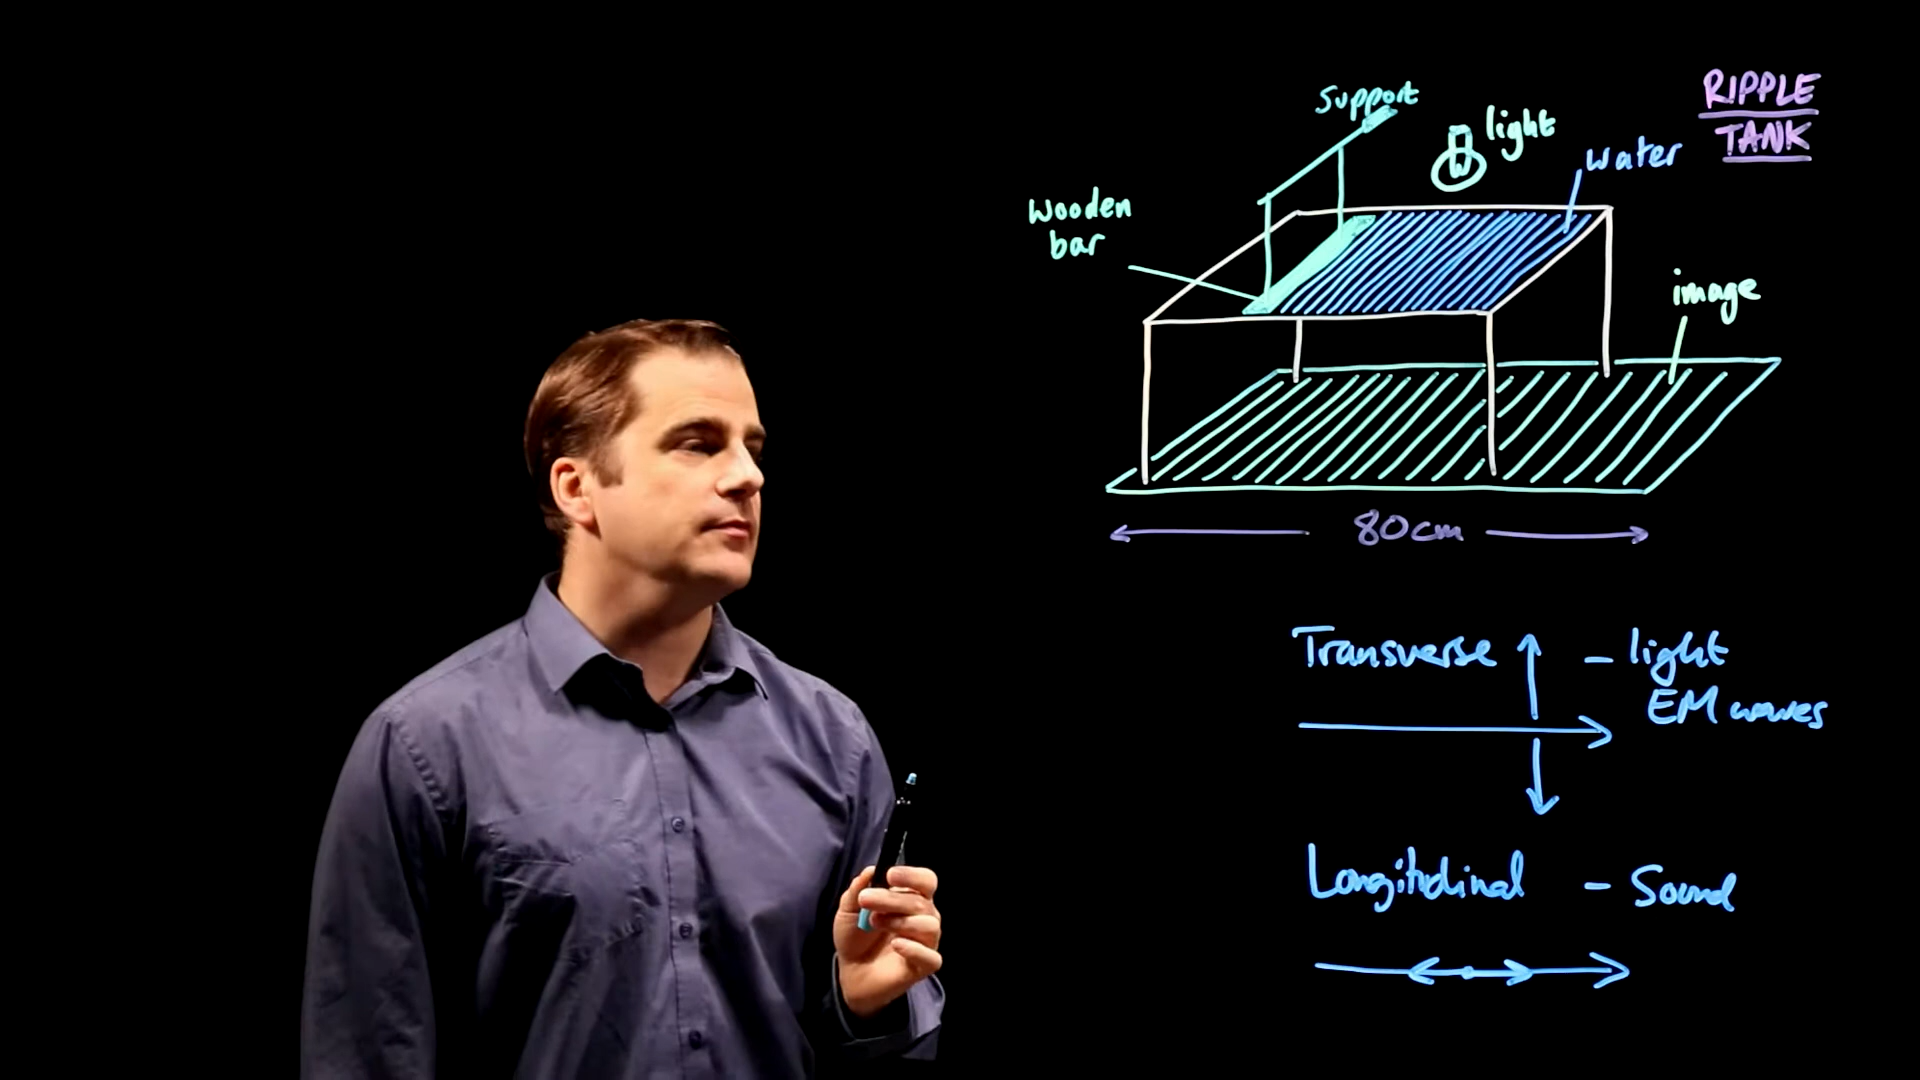 RIPPLE
TANK
Support
light
water
Wooden
bar
image
80cm
Transverse
- light
EM waves
Longitudinal
- Sound